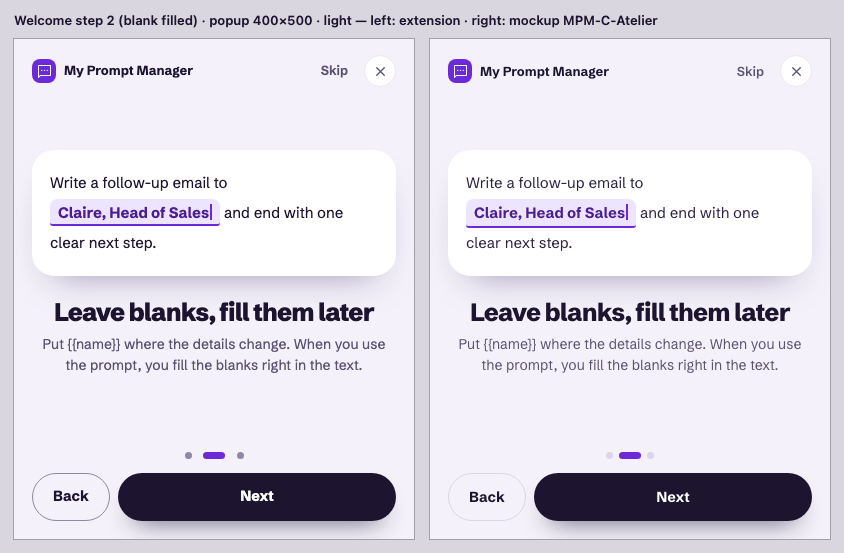 Welcome step 2 (blank filled) · popup 400×500 · light — left: extension · right: mockup MPM-C-Atelier
My Prompt Manager
Skip
Write a follow-up email to
Claire, Head of Sales and end with one
clear next step.
Leave blanks, fill them later
Put {{name}} where the details change. When you use
the prompt, you fill the blanks right in the text.
Back
Next
My Prompt Manager
Skip
Write a follow-up email to
Claire, Head of Sales and end with one
clear next step.
Leave blanks, fill them later
Put {{name}} where the details change. When you use
the prompt, you fill the blanks right in the text.
Back
Next